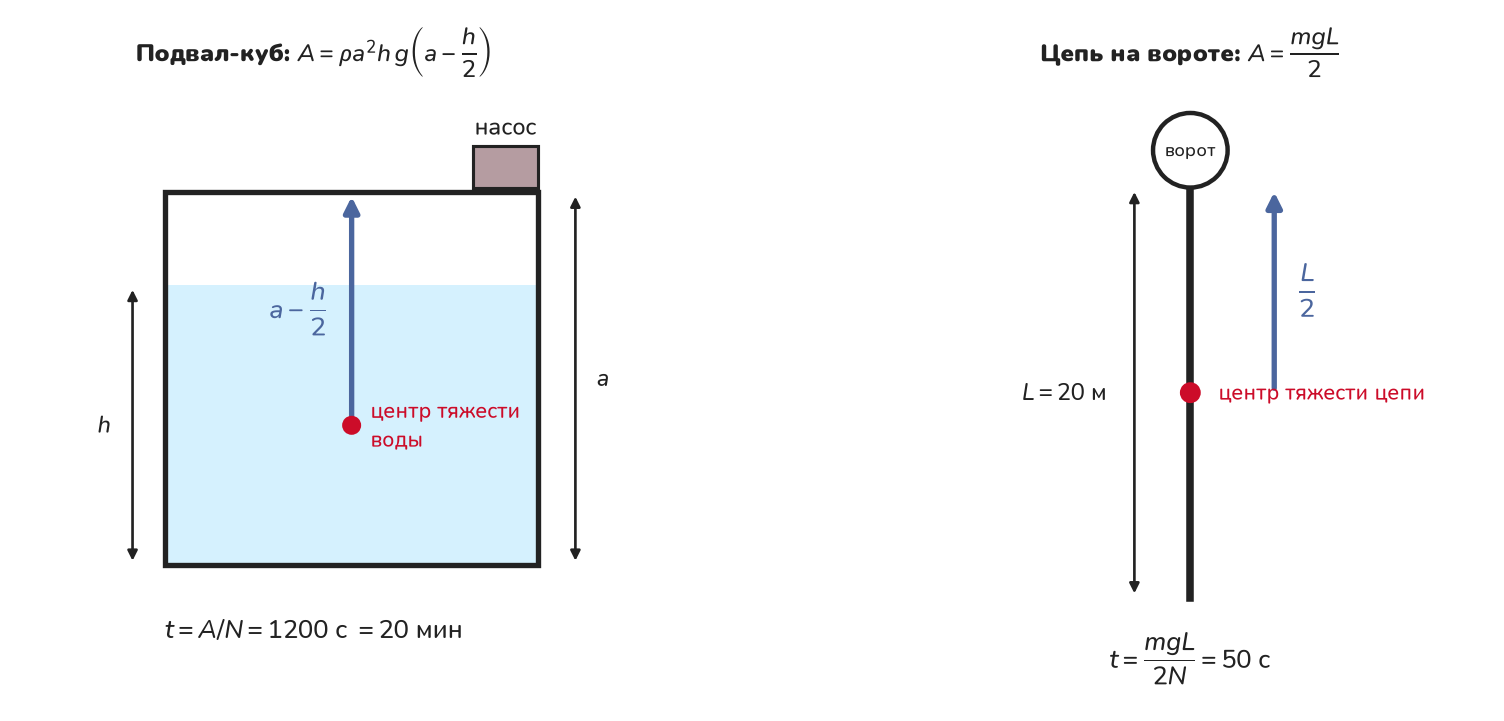 Подвал-куб: A = ρa²h g(a − h/2)
насос
a − h/2
центр тяжести
воды
h
a
t = A/N = 1200 с = 20 мин
Цепь на вороте: A = mgL/2
ворот
L/2
L = 20 м
центр тяжести цепи
t = mgL/2N = 50 с